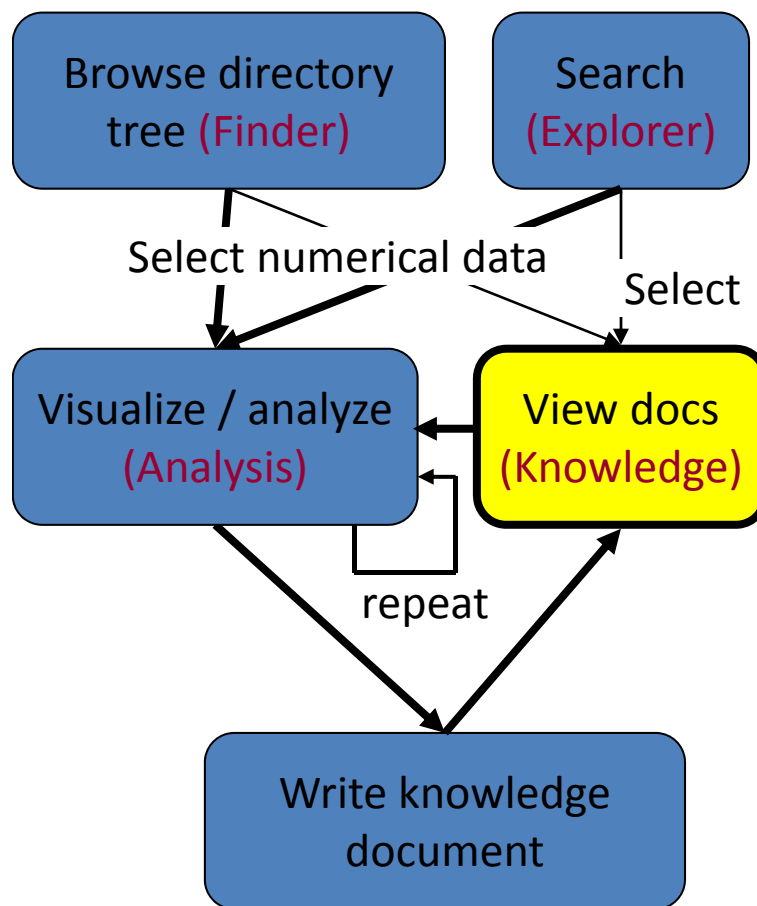 Browse directory
tree (Finder)
Search
(Explorer)
Select numerical data
Select
Visualize / analyze
(Analysis)
View docs
(Knowledge)
repeat
Write knowledge
document